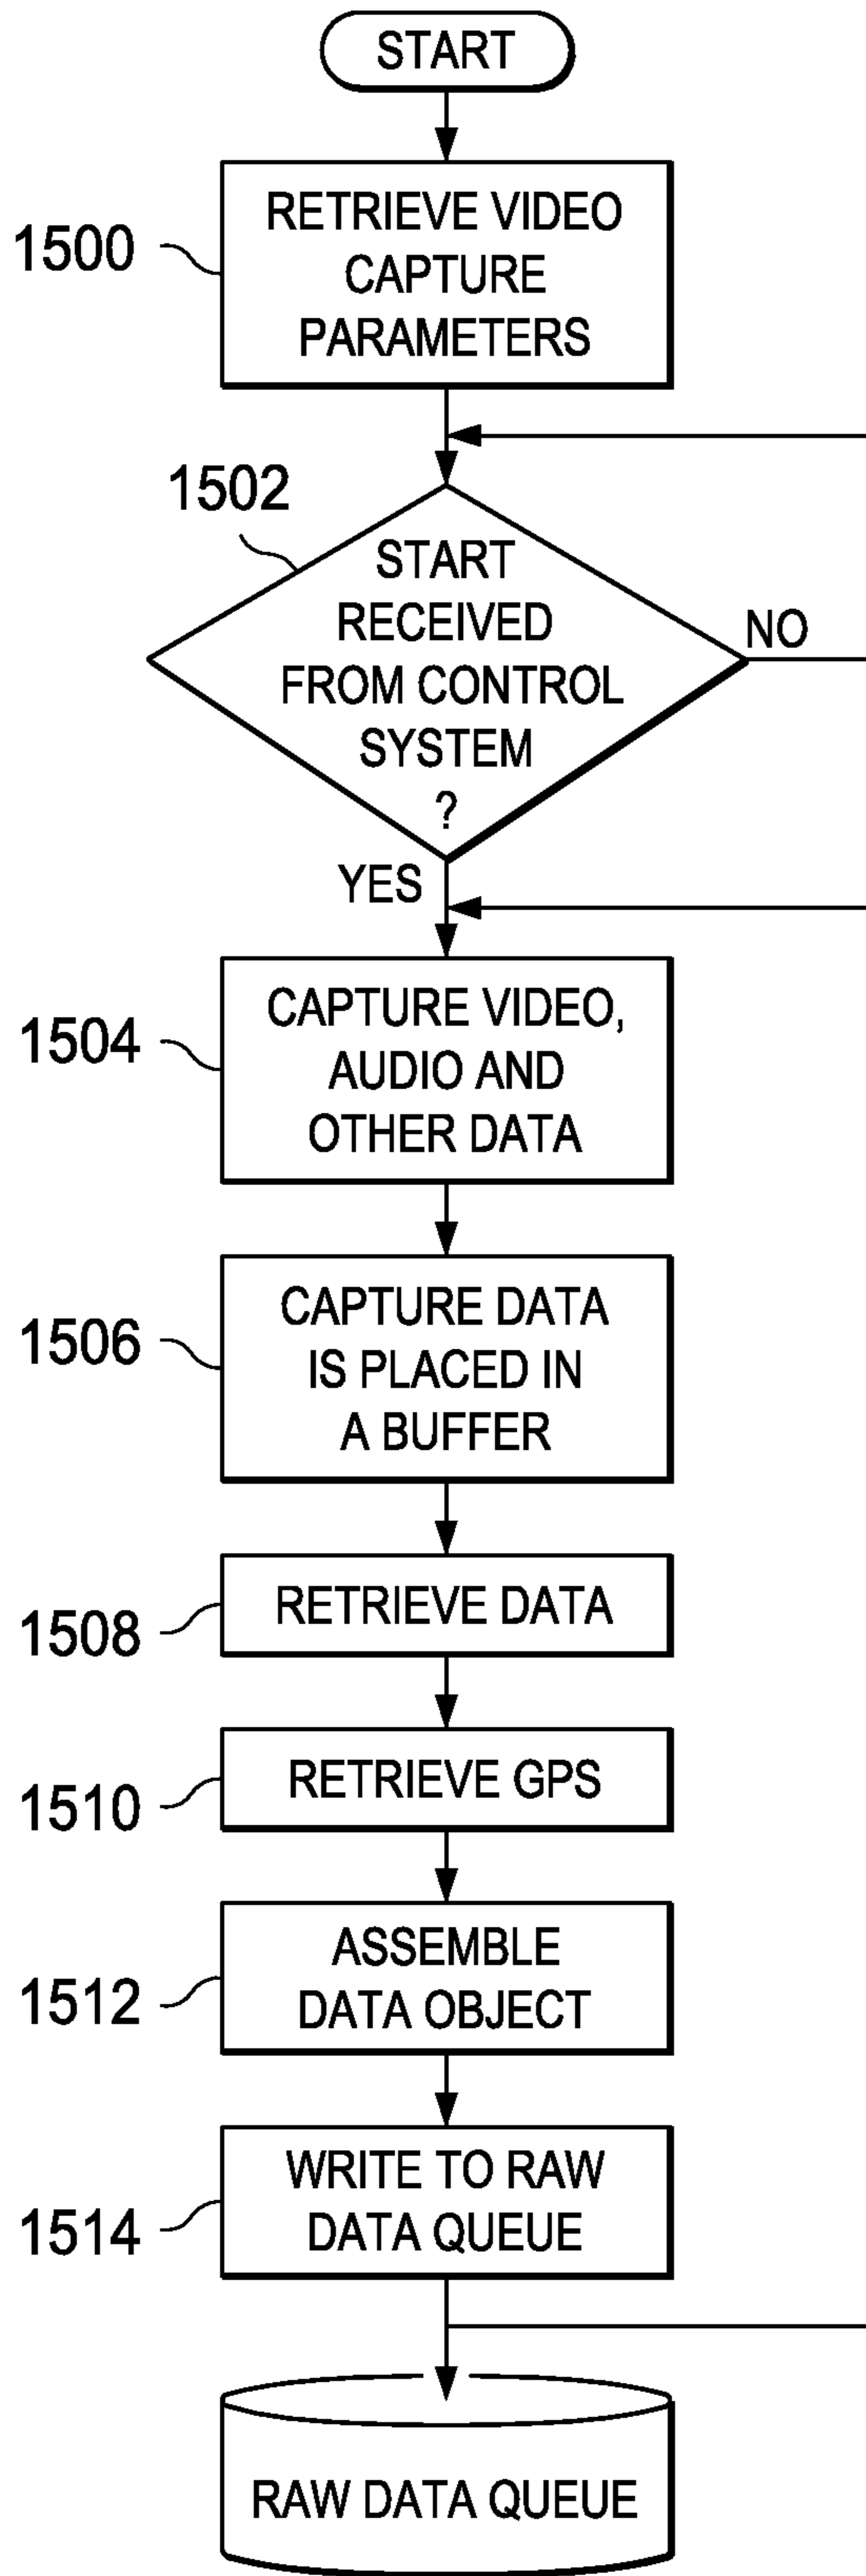 START
RETRIEVE VIDEO
CAPTURE
PARAMETERS
1500
1502
START
RECEIVED
FROM CONTROL
SYSTEM
?
NO
YES
CAPTURE VIDEO,
AUDIO AND
OTHER DATA
1504
CAPTURE DATA
IS PLACED IN
A BUFFER
1506
RETRIEVE DATA
1508
RETRIEVE GPS
1510
ASSEMBLE
DATA OBJECT
1512
WRITE TO RAW
DATA QUEUE
1514
RAW DATA QUEUE